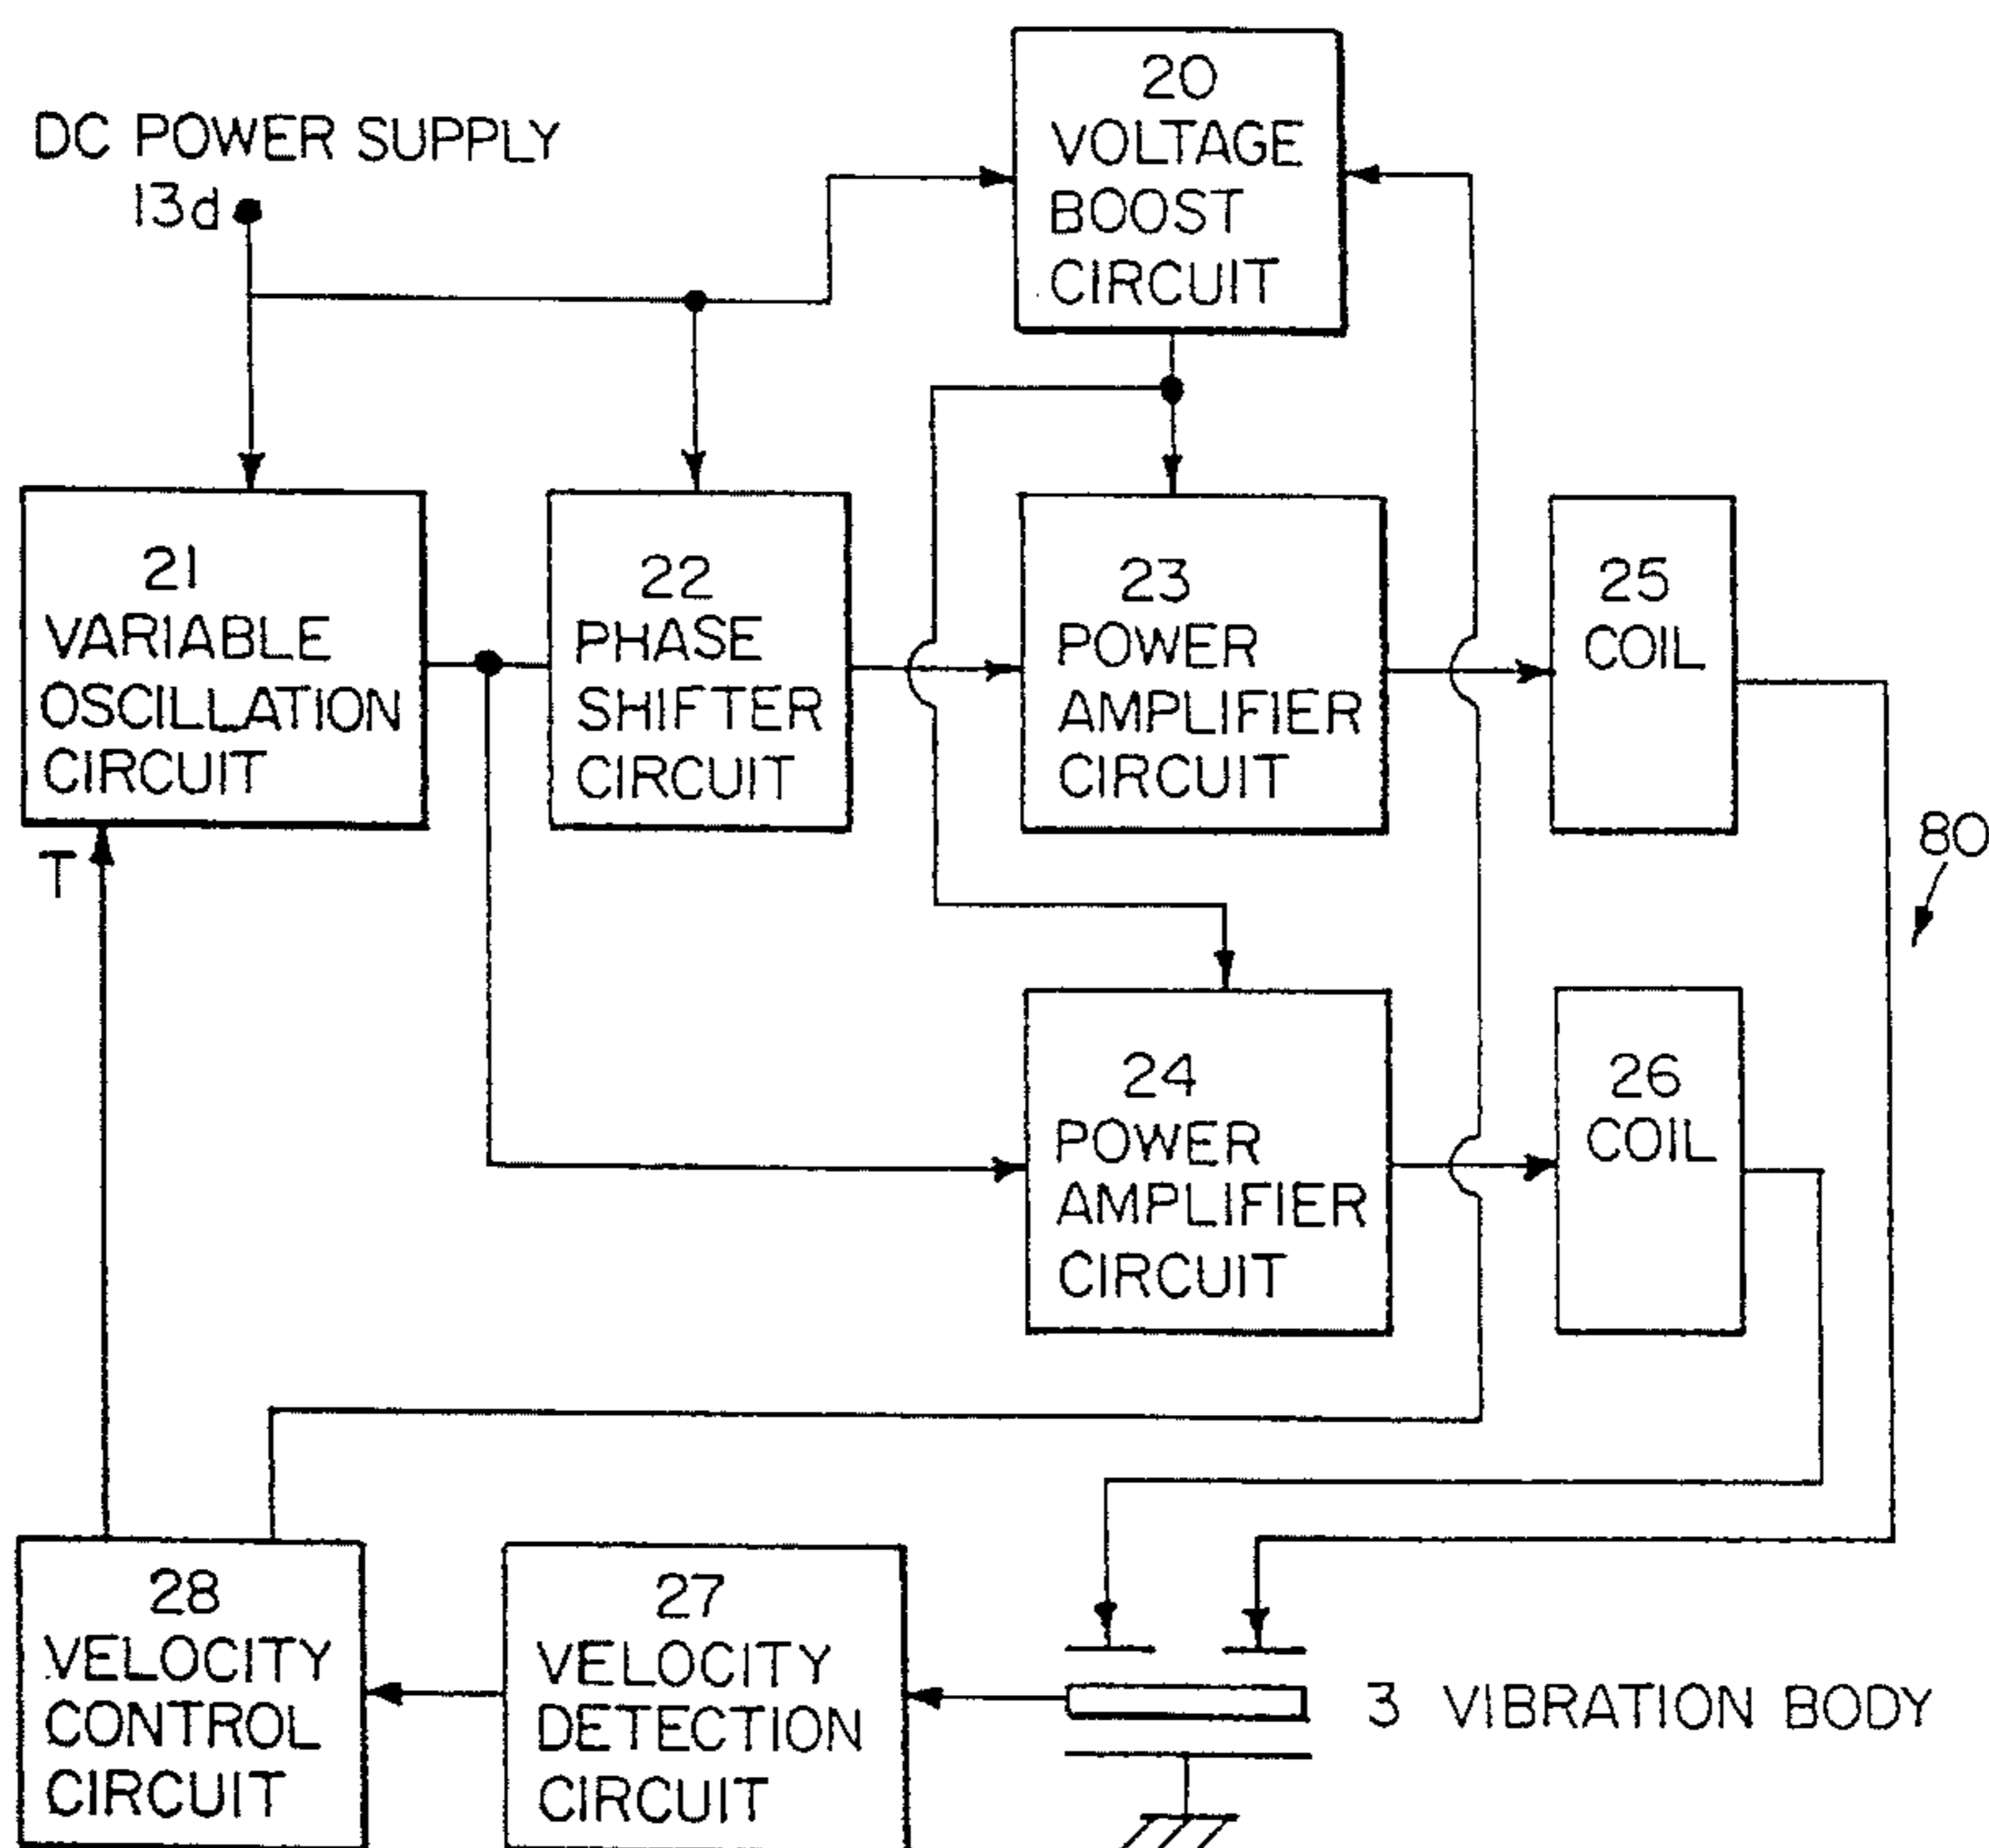 20
VOLTAGE
BOOST
CIRCUIT
DC POWER SUPPLY
13d
21
VARIABLE
OSCILLATION
CIRCUIT
22
PHASE
SHIFTER
CIRCUIT
23
POWER
AMPLIFIER
CIRCUIT
25
COIL
T
80
24
POWER
AMPLIFIER
CIRCUIT
26
COIL
28
VELOCITY
CONTROL
CIRCUIT
27
VELOCITY
DETECTION
CIRCUIT
3 VIBRATION BODY